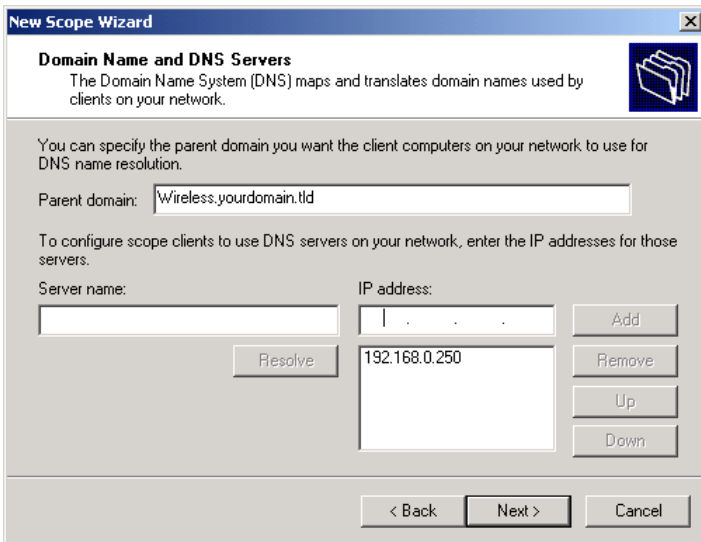 New Scope Wizard
Domain Name and DNS Servers
The Domain Name System (DNS) maps and translates domain names used by
clients on your network.
You can specify the parent domain you want the client computers on your network to use for
DNS name resolution.
Parent domain: Wireless.yourdomain.tld
To configure scope clients to use DNS servers on your network, enter the IP addresses for those
servers.
Server name: IP address:
. . . Add
Resolve 192.168.0.250 Remove
Up
Down
< Back Next > Cancel